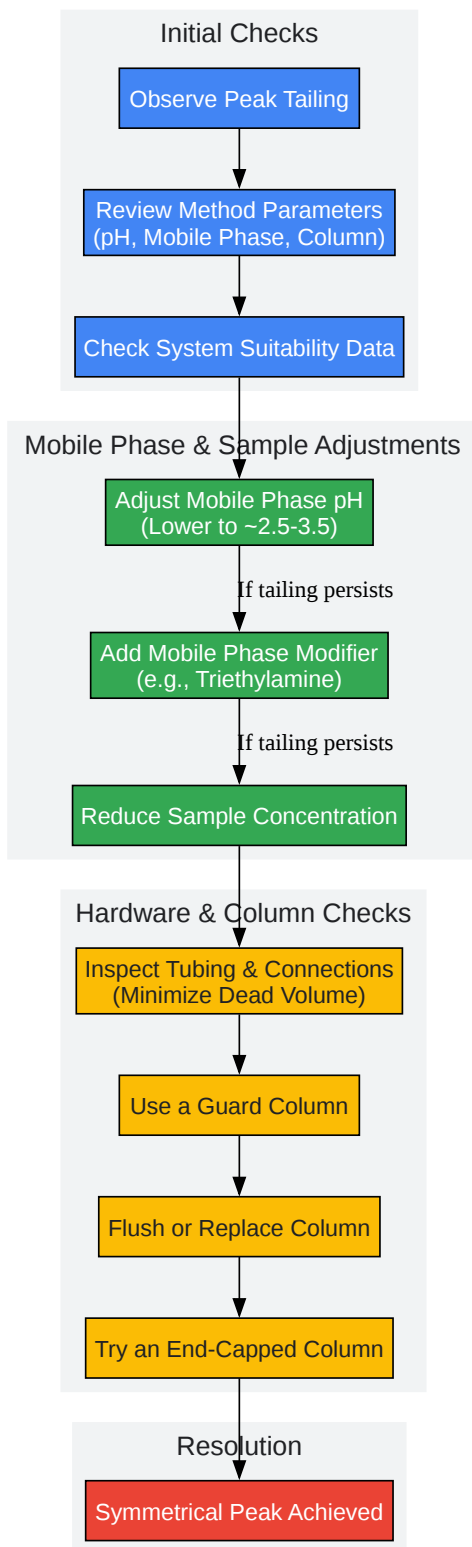 Initial Checks
Observe Peak Tailing
Review Method Parameters
(pH, Mobile Phase, Column)
Check System Suitability Data
Mobile Phase & Sample Adjustments
Adjust Mobile Phase pH
(Lower to ~2.5-3.5)
If tailing persists
Add Mobile Phase Modifier
(e.g., Triethylamine)
If tailing persists
Reduce Sample Concentration
Hardware & Column Checks
Inspect Tubing & Connections
(Minimize Dead Volume)
Use a Guard Column
Flush or Replace Column
Try an End-Capped Column
Resolution
Symmetrical Peak Achieved